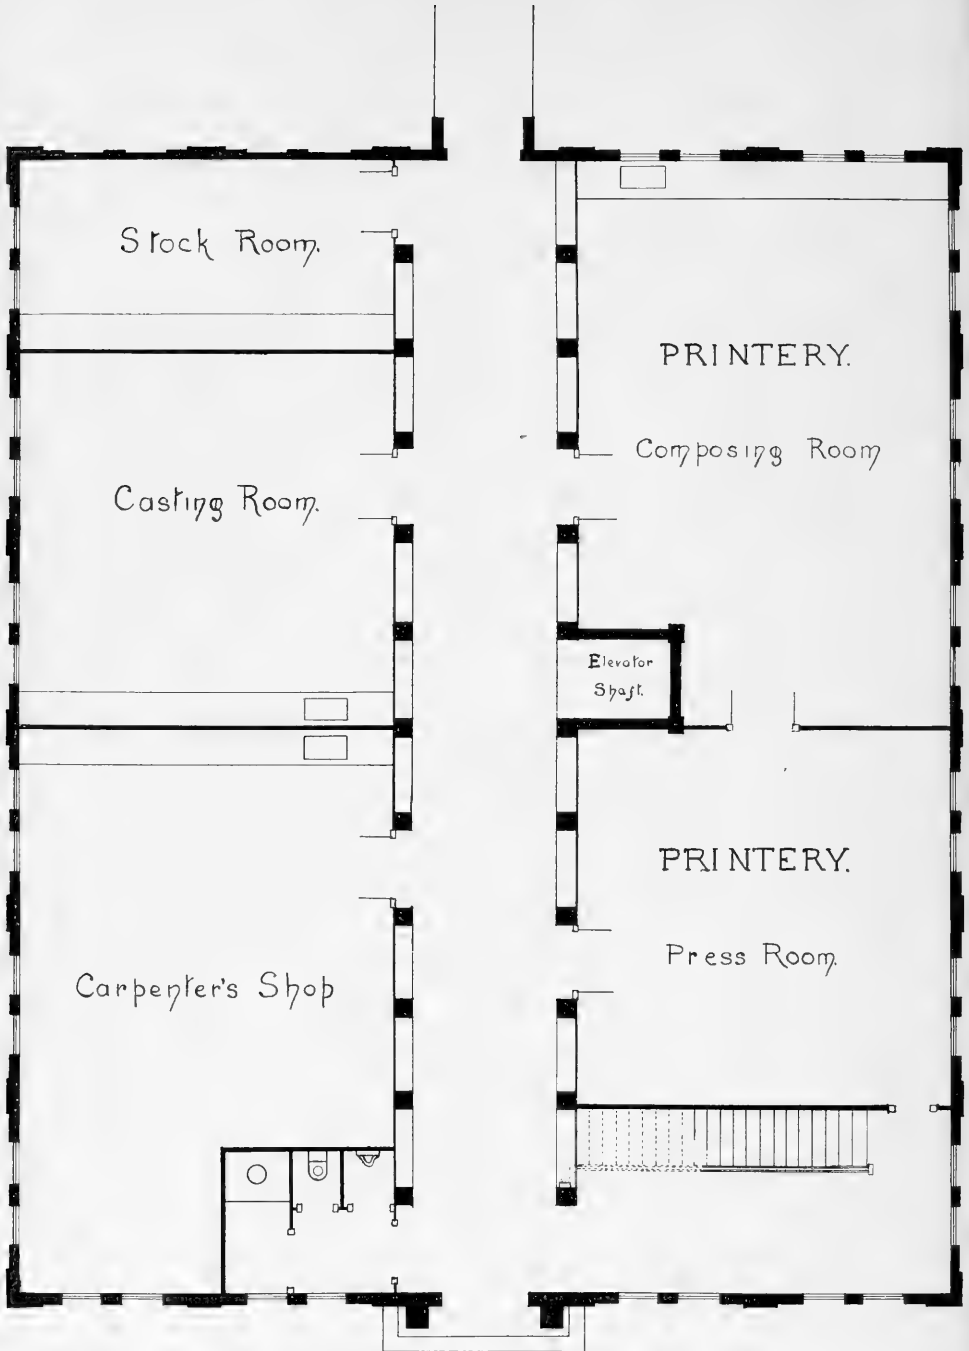 Stock Room.
Casting Room.
Carpenter's Shop
PRINTERY.
Composing Room
Elevator
Shaft.
PRINTERY.
Press Room.